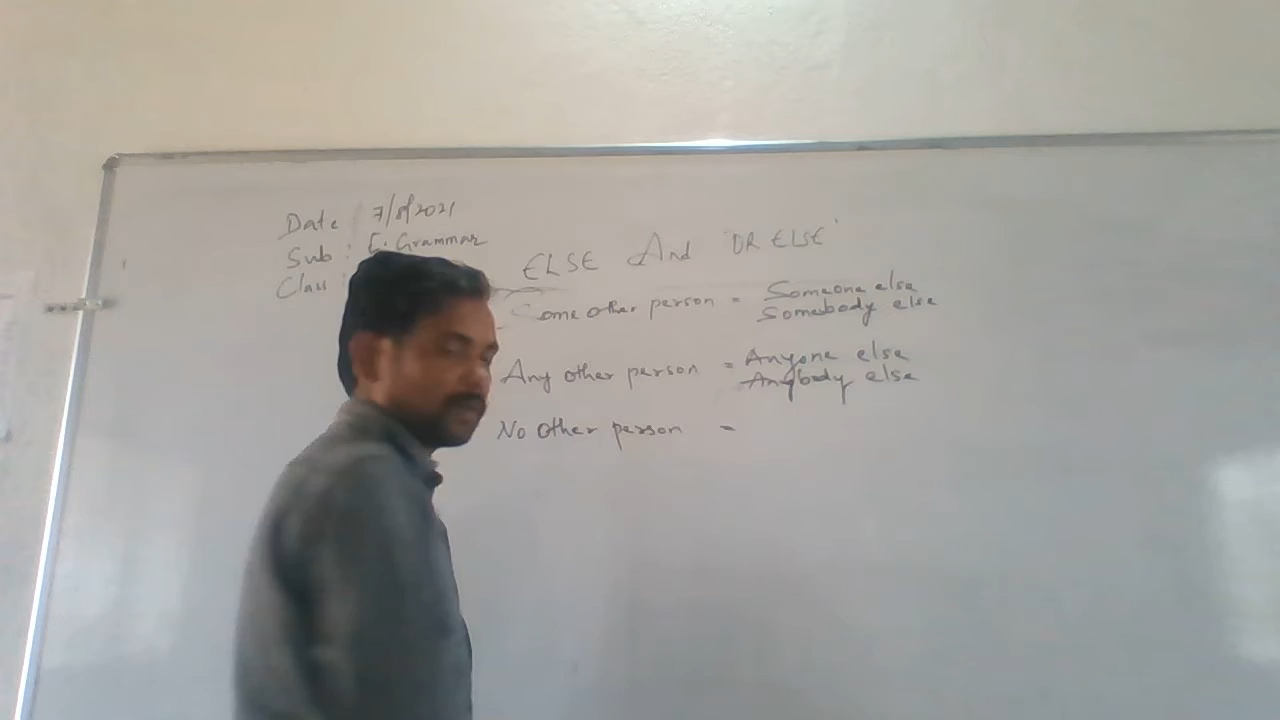 Date : 7/8/2021
Sub : E. Grammar
Class :
ELSE And "OR ELSE"
Some other person = Someone else
Somebody else
Any other person = Anyone else
Anybody else
No other person =